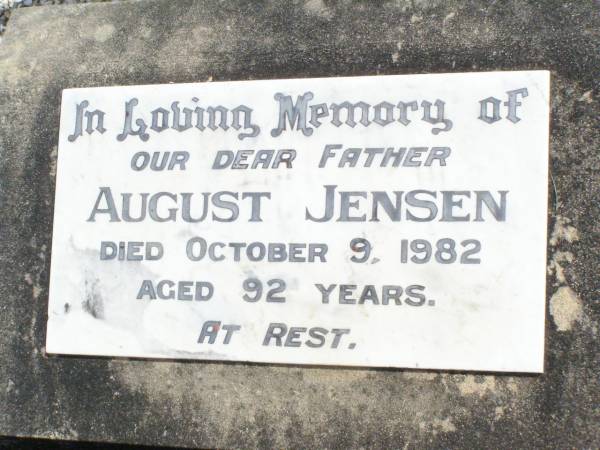 In Loving Memory of
OUR DEAR FATHER
AUGUST JENSEN
DIED OCTOBER 9, 1982
AGED 92 YEARS.
AT REST.